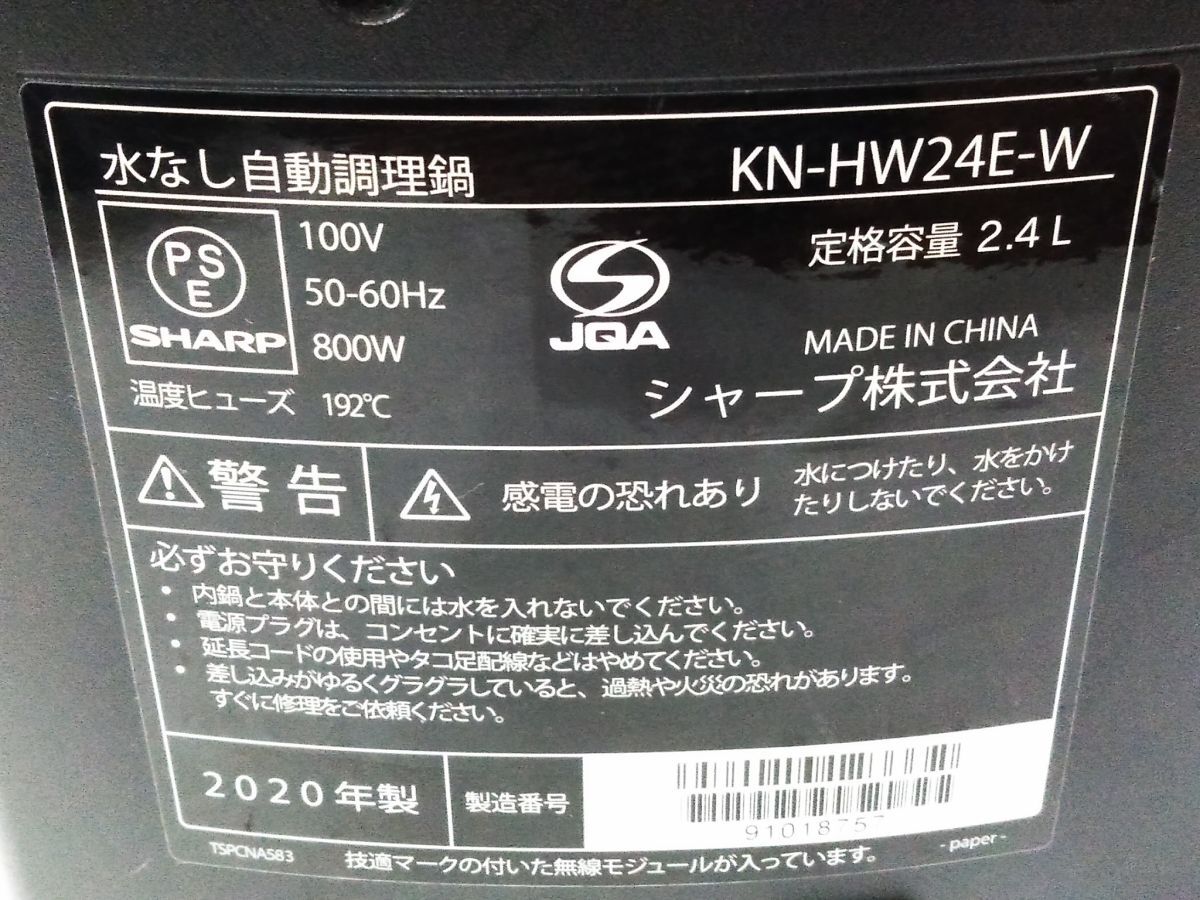 水なし自動調理鍋 KN-HW24E-W
PS
E
SHARP
100V
50-60Hz
800W
温度ヒューズ 192℃
JQA
定格容量 2.4L
MADE IN CHINA
シャープ株式会社
警告
感電の恐れあり
水につけたり、水をかけ
たりしないでください。
必ずお守りください
• 内鍋と本体との間には水を入れないでください。
• 電源プラグは、コンセントに確実に差し込んでください。
• 延長コードの使用やタコ足配線などはやめてください。
• 差し込みがゆるくグラグラしていると、過熱や火災の恐れがあります。
すぐに修理をご依頼ください。
2020年製
製造番号
91018757
TSPCNA583
技適マークの付いた無線モジュールが入っています。
- paper -